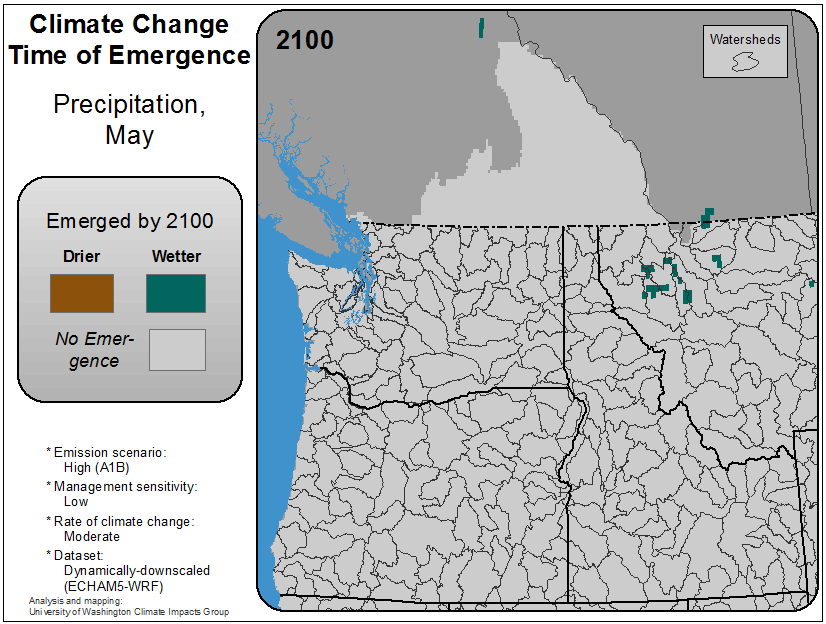 Climate Change
Time of Emergence
Precipitation,
May
Emerged by 2100
Drier
Wetter
No Emer-
gence
* Emission scenario:
High (A1B)
* Management sensitivity:
Low
* Rate of climate change:
Moderate
* Dataset:
Dynamically-downscaled
(ECHAM5-WRF)
Analysis and mapping:
University of Washington Climate Impacts Group
2100
Watersheds